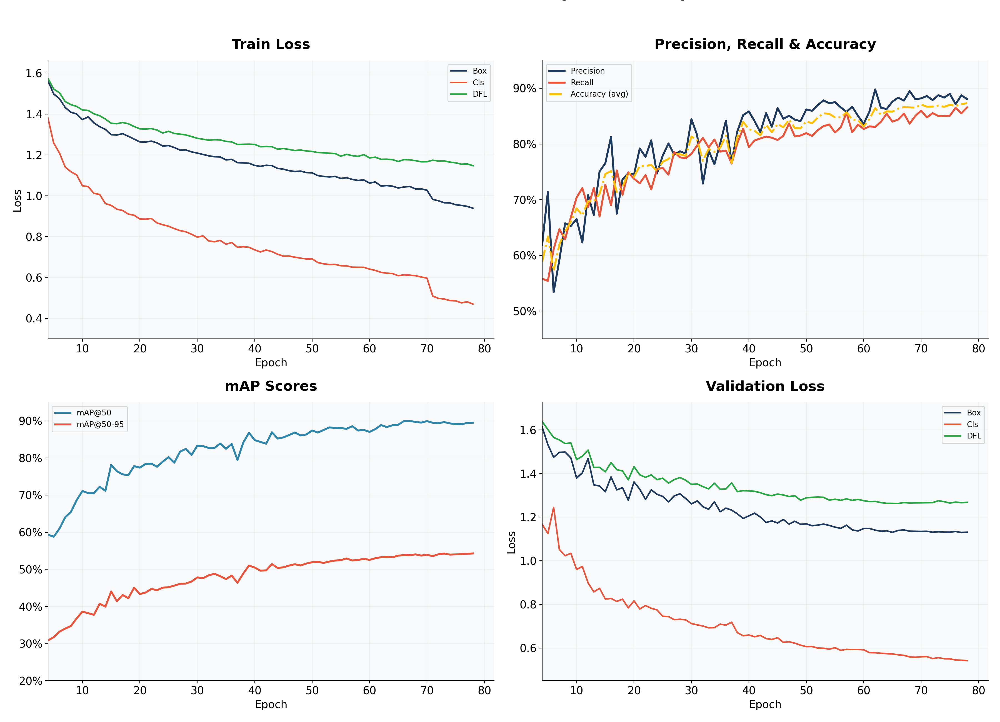 Train Loss
1.6
1.4
1.2
1.0
0.8
0.6
0.4
Loss
10 20 30 40 50 60 70 80
Epoch
Box
Cls
DFL
Precision, Recall & Accuracy
90%
80%
70%
60%
50%
10 20 30 40 50 60 70 80
Epoch
Precision
Recall
Accuracy (avg)
mAP Scores
90%
80%
70%
60%
50%
40%
30%
20%
10 20 30 40 50 60 70 80
Epoch
mAP@50
mAP@50-95
Validation Loss
1.6
1.4
1.2
1.0
0.8
0.6
Loss
10 20 30 40 50 60 70 80
Epoch
Box
Cls
DFL